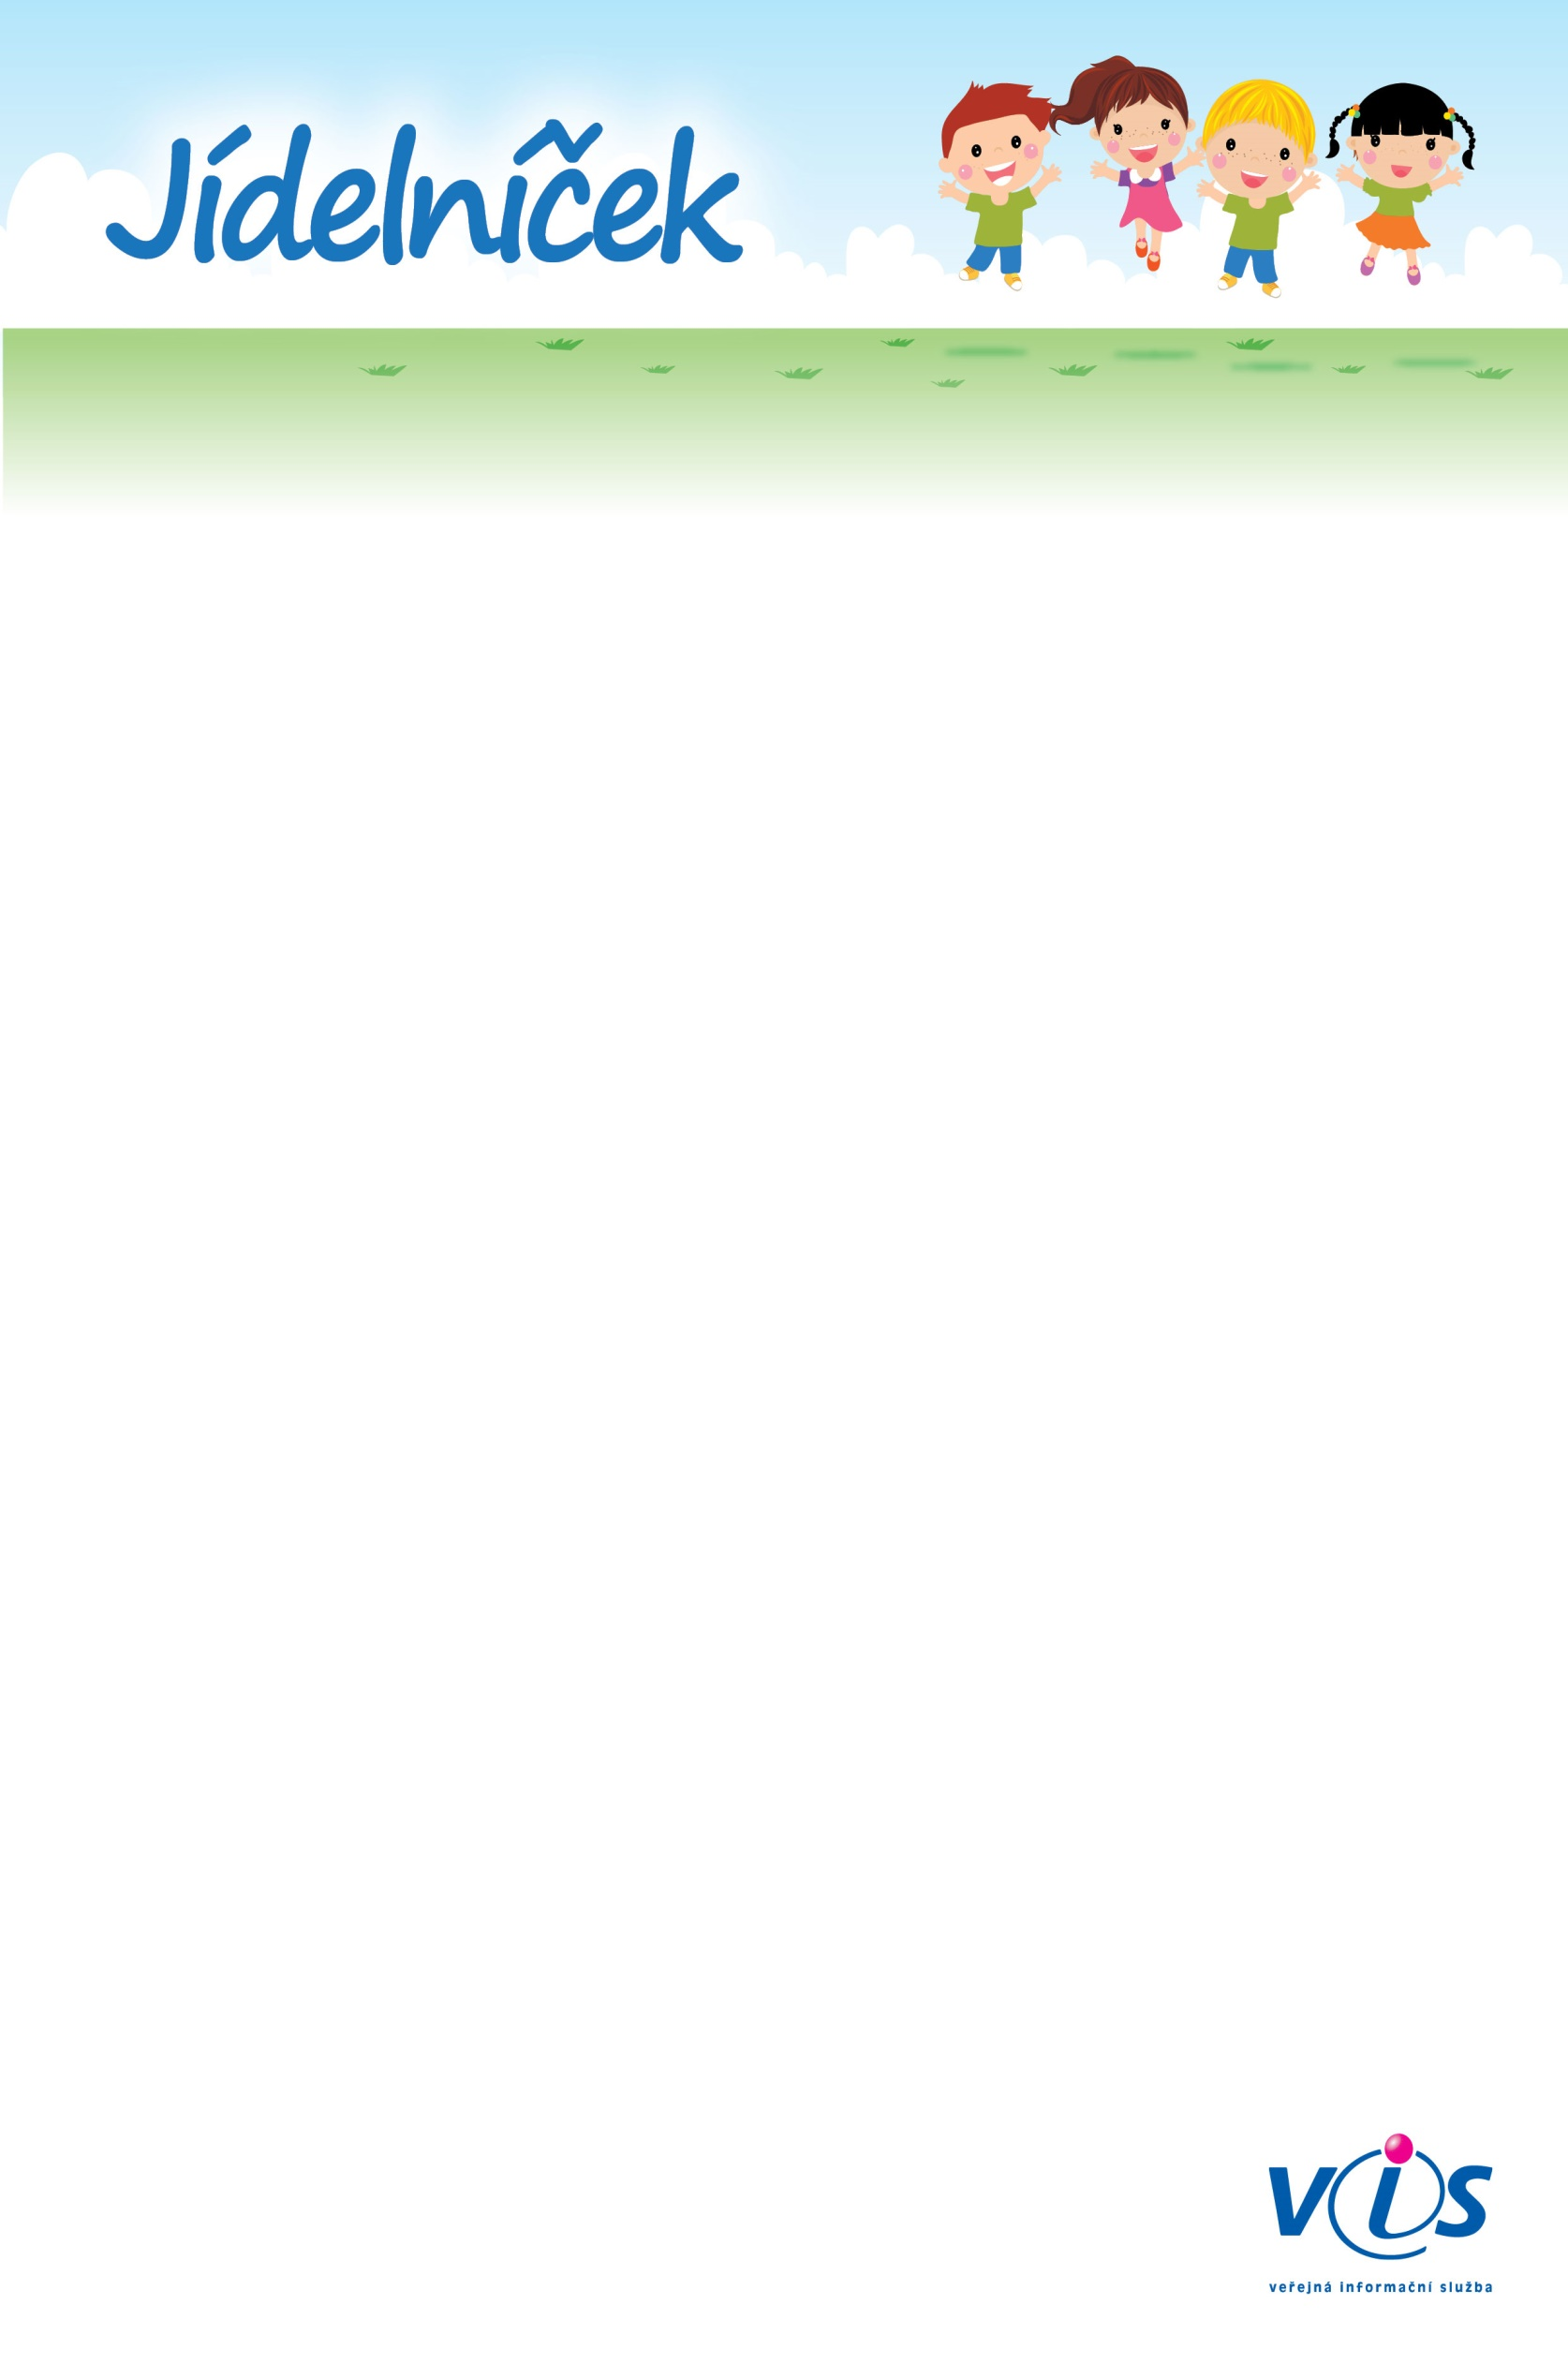 Jídelníček
vis
veřejná informační služba